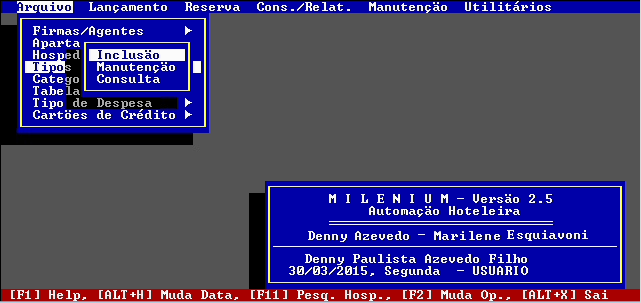 Arquivo Lançamento Reserva Cons./Relat. Manutenção Utilitários
Firmas/Agentes
Aparta
Hosped
Tipos
Catego
Tabela
Tipo de Despesa
Cartões de Crédito
Inclusão
Manutenção
Consulta
M I L E N I U M - Versão 2.5
Automação Hoteleira
Denny Azevedo - Marilene Esquiavoni
Denny Paulista Azevedo Filho
30/03/2015, Segunda - USUARIO
[F1] Help, [ALT+H] Muda Data, [F11] Pesq. Hosp., [F2] Muda Op., [ALT+X] Sai